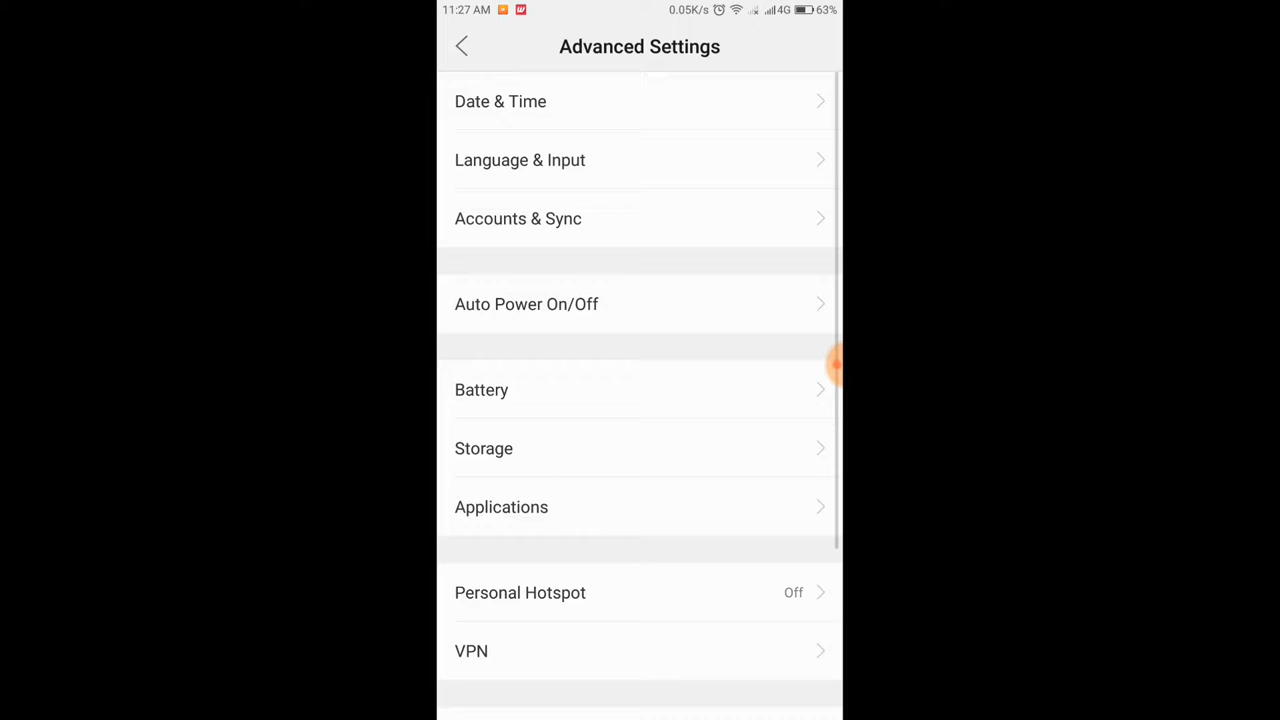 11:27 AM 0.05K/s 4G 63%
Advanced Settings
Date & Time
Language & Input
Accounts & Sync
Auto Power On/Off
Battery
Storage
Applications
Personal Hotspot Off
VPN